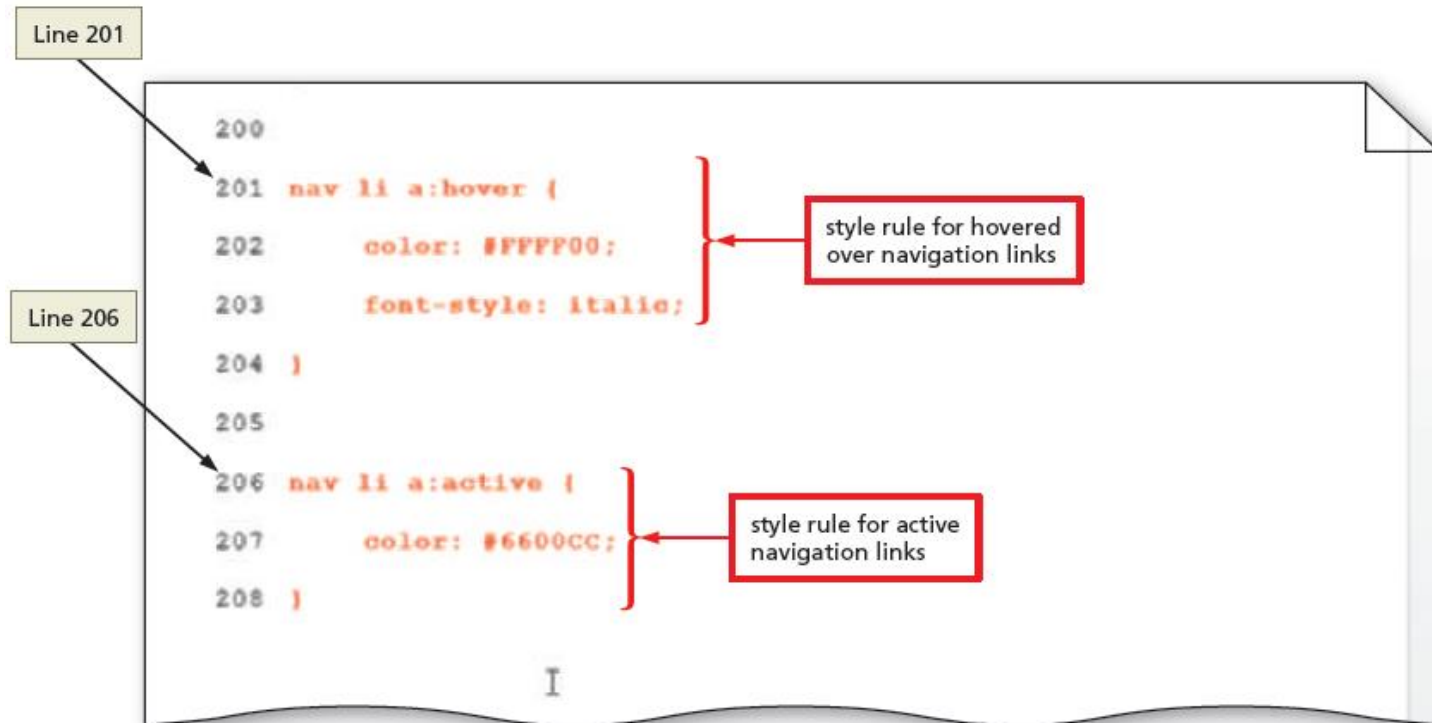 Line 201
200
201 nav li a:hover {
202 color: #FFFF00;
203 font-style: italic;
204 }
205
206 nav li a:active {
207 color: #6600CC;
208 }
style rule for hovered
over navigation links
Line 206
style rule for active
navigation links